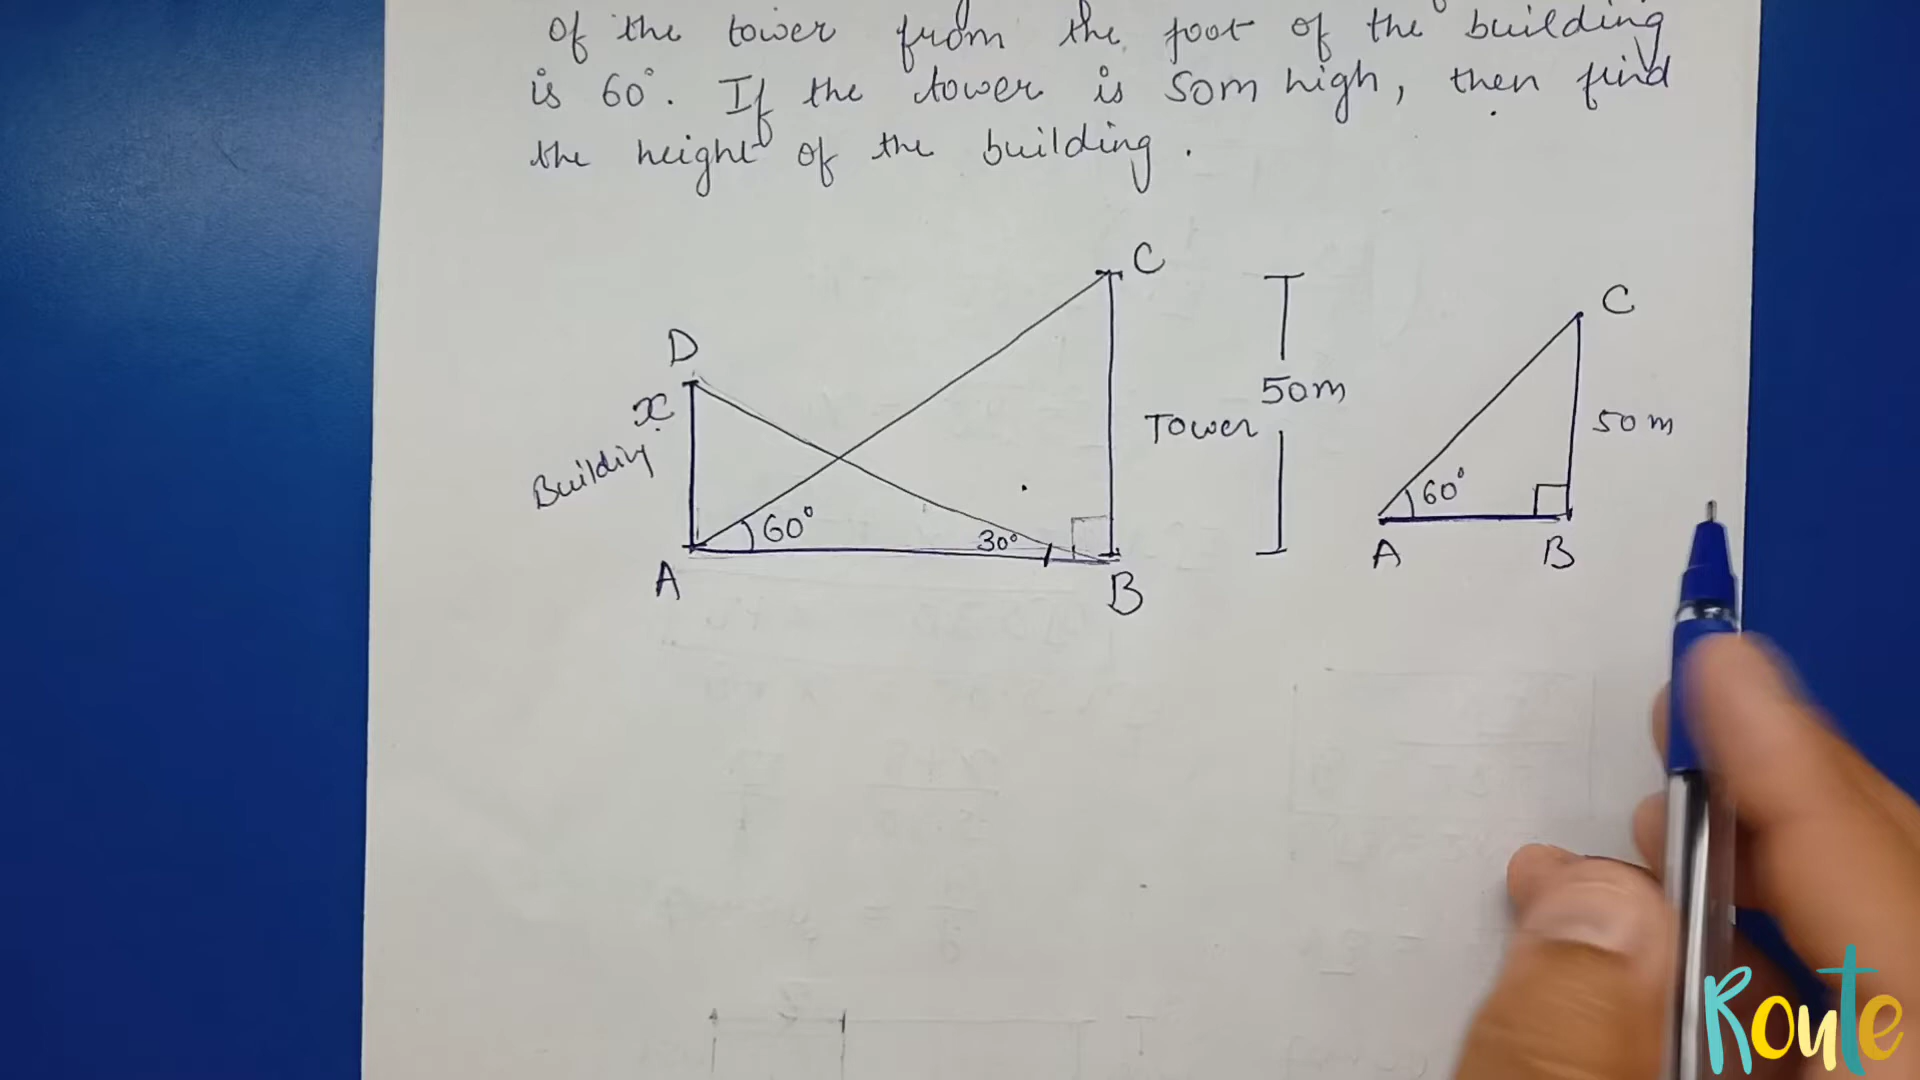 of the tower from the foot of the building
is 60°. If the tower is 50m high, then find
the height of the building.
C
C
D
x
50m
Tower
50m
Building
60°
60°
30°
A
B
A
B
Route